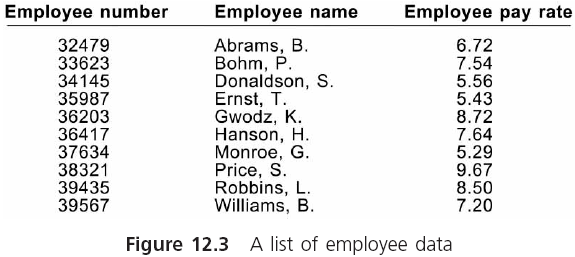 Employee number Employee name Employee pay rate
32479 Abrams, B. 6.72
33623 Bohm, P. 7.54
34145 Donaldson, S. 5.56
35987 Ernst, T. 5.43
36203 Gwodz, K. 8.72
36417 Hanson, H. 7.64
37634 Monroe, G. 5.29
38321 Price, S. 9.67
39435 Robbins, L. 8.50
39567 Williams, B. 7.20
Figure 12.3 A list of employee data